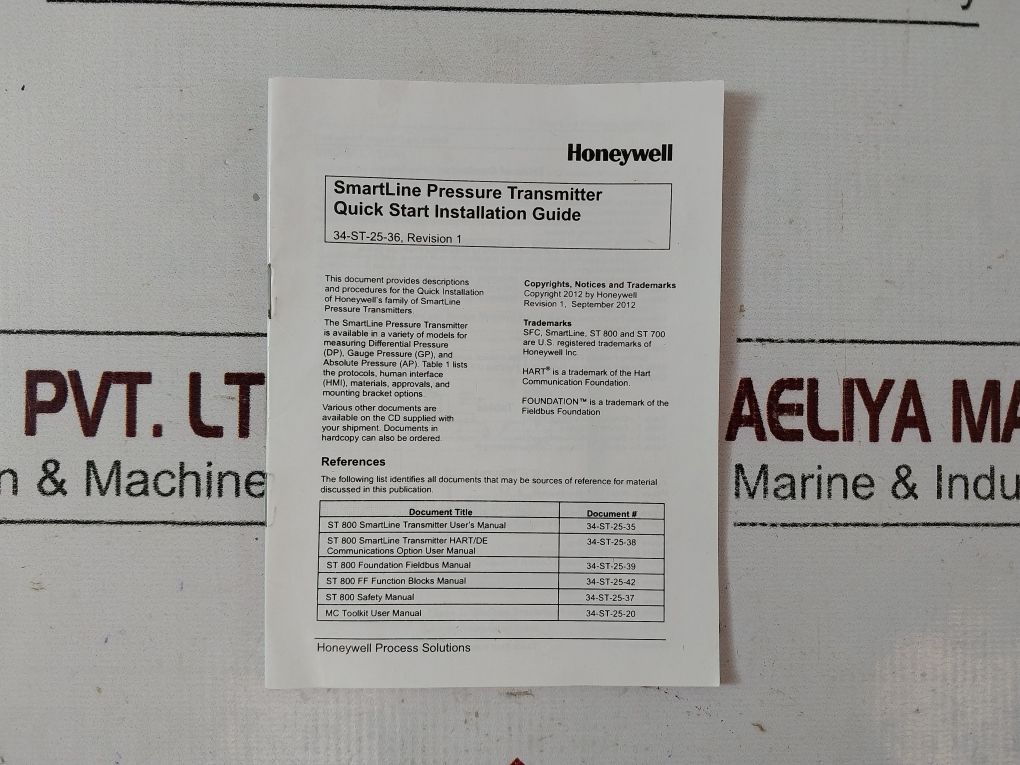 Honeywell
SmartLine Pressure Transmitter
Quick Start Installation Guide
34-ST-25-36, Revision 1
This document provides descriptions
and procedures for the Quick Installation
of Honeywell's family of SmartLine
Pressure Transmitters.
The SmartLine Pressure Transmitter
is available in a variety of models for
measuring Differential Pressure
(DP), Gauge Pressure (GP), and
Absolute Pressure (AP). Table 1 lists
the protocols, human interface
(HMI), materials, approvals, and
mounting bracket options.
Various other documents are
available on the CD supplied with
your shipment. Documents in
hardcopy can also be ordered.
Copyrights, Notices and Trademarks
Copyright 2012 by Honeywell
Revision 1, September 2012
Trademarks
SFC, SmartLine, ST 800 and ST 700
are U.S. registered trademarks of
Honeywell Inc.
HART® is a trademark of the Hart
Communication Foundation.
FOUNDATION™ is a trademark of the
Fieldbus Foundation
References
The following list identifies all documents that may be sources of reference for material
discussed in this publication.
Document Title Document #
ST 800 SmartLine Transmitter User's Manual 34-ST-25-35
ST 800 SmartLine Transmitter HART/DE
Communications Option User Manual 34-ST-25-38
ST 800 Foundation Fieldbus Manual 34-ST-25-39
ST 800 FF Function Blocks Manual 34-ST-25-42
ST 800 Safety Manual 34-ST-25-37
MC Toolkit User Manual 34-ST-25-20
Honeywell Process Solutions
PVT. LT
n & Machine
AELIYA MA
Marine & Indu